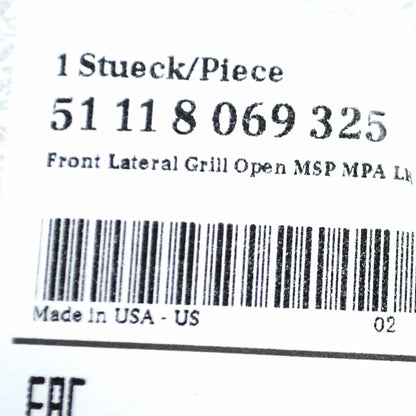 1 Stueck/Piece
51 11 8 069 325
Front Lateral Grill Open MSP MPA
Made in USA - US
02
EAC